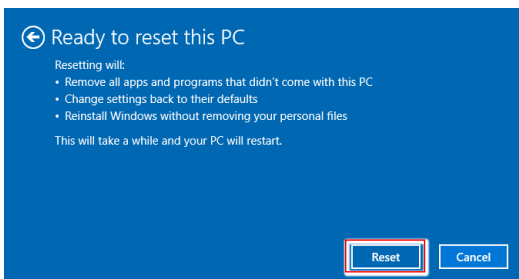 Ready to reset this PC
Resetting will:
• Remove all apps and programs that didn't come with this PC
• Change settings back to their defaults
• Reinstall Windows without removing your personal files
This will take a while and your PC will restart.
Reset Cancel